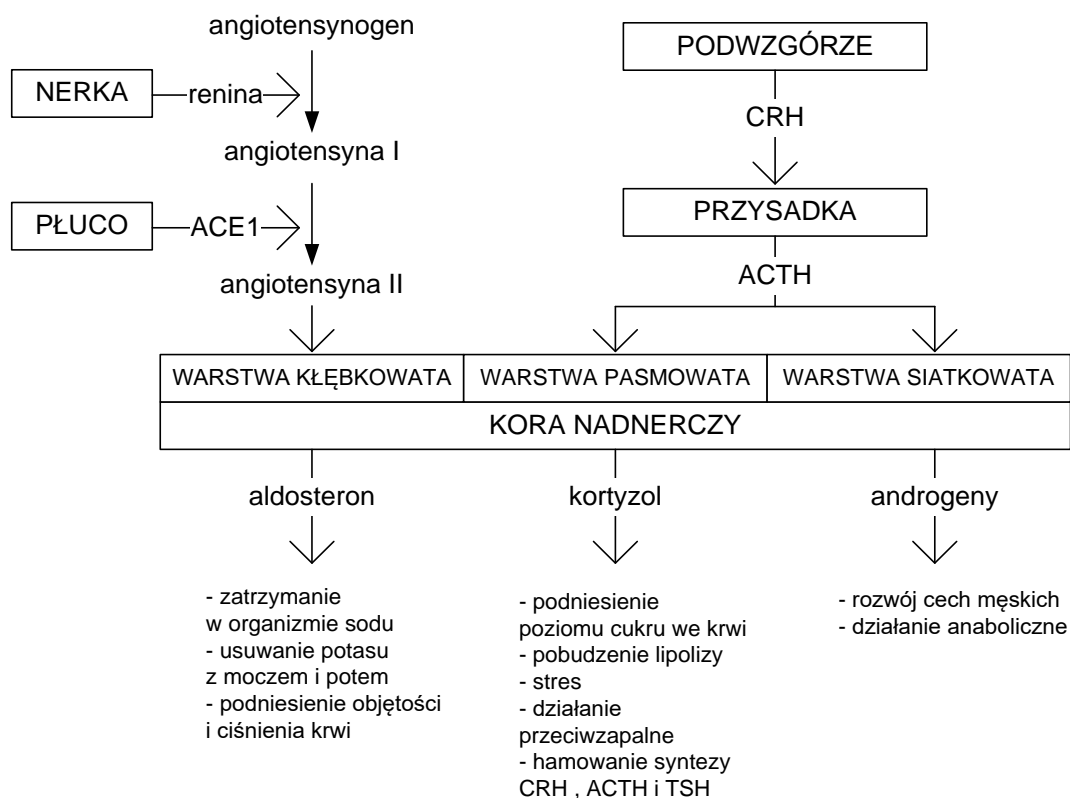 angiotensynogen
NERKA
renina
angiotensyna I
PŁUCO
ACE1
angiotensyna II
PODWZGÓRZE
CRH
PRZYSADKA
ACTH
WARSTWA KŁĘBKOWATA
WARSTWA PASMOWATA
WARSTWA SIATKOWATA
KORA NADNERCZY
aldosteron
kortyzol
androgeny
- zatrzymanie
w organizmie sodu
- usuwanie potasu
z moczem i potem
- podniesienie objętości
i ciśnienia krwi
- podniesienie
poziomu cukru we krwi
- pobudzenie lipolizy
- stres
- działanie
przeciwzapalne
- hamowanie syntezy
CRH , ACTH i TSH
- rozwój cech męskich
- działanie anaboliczne